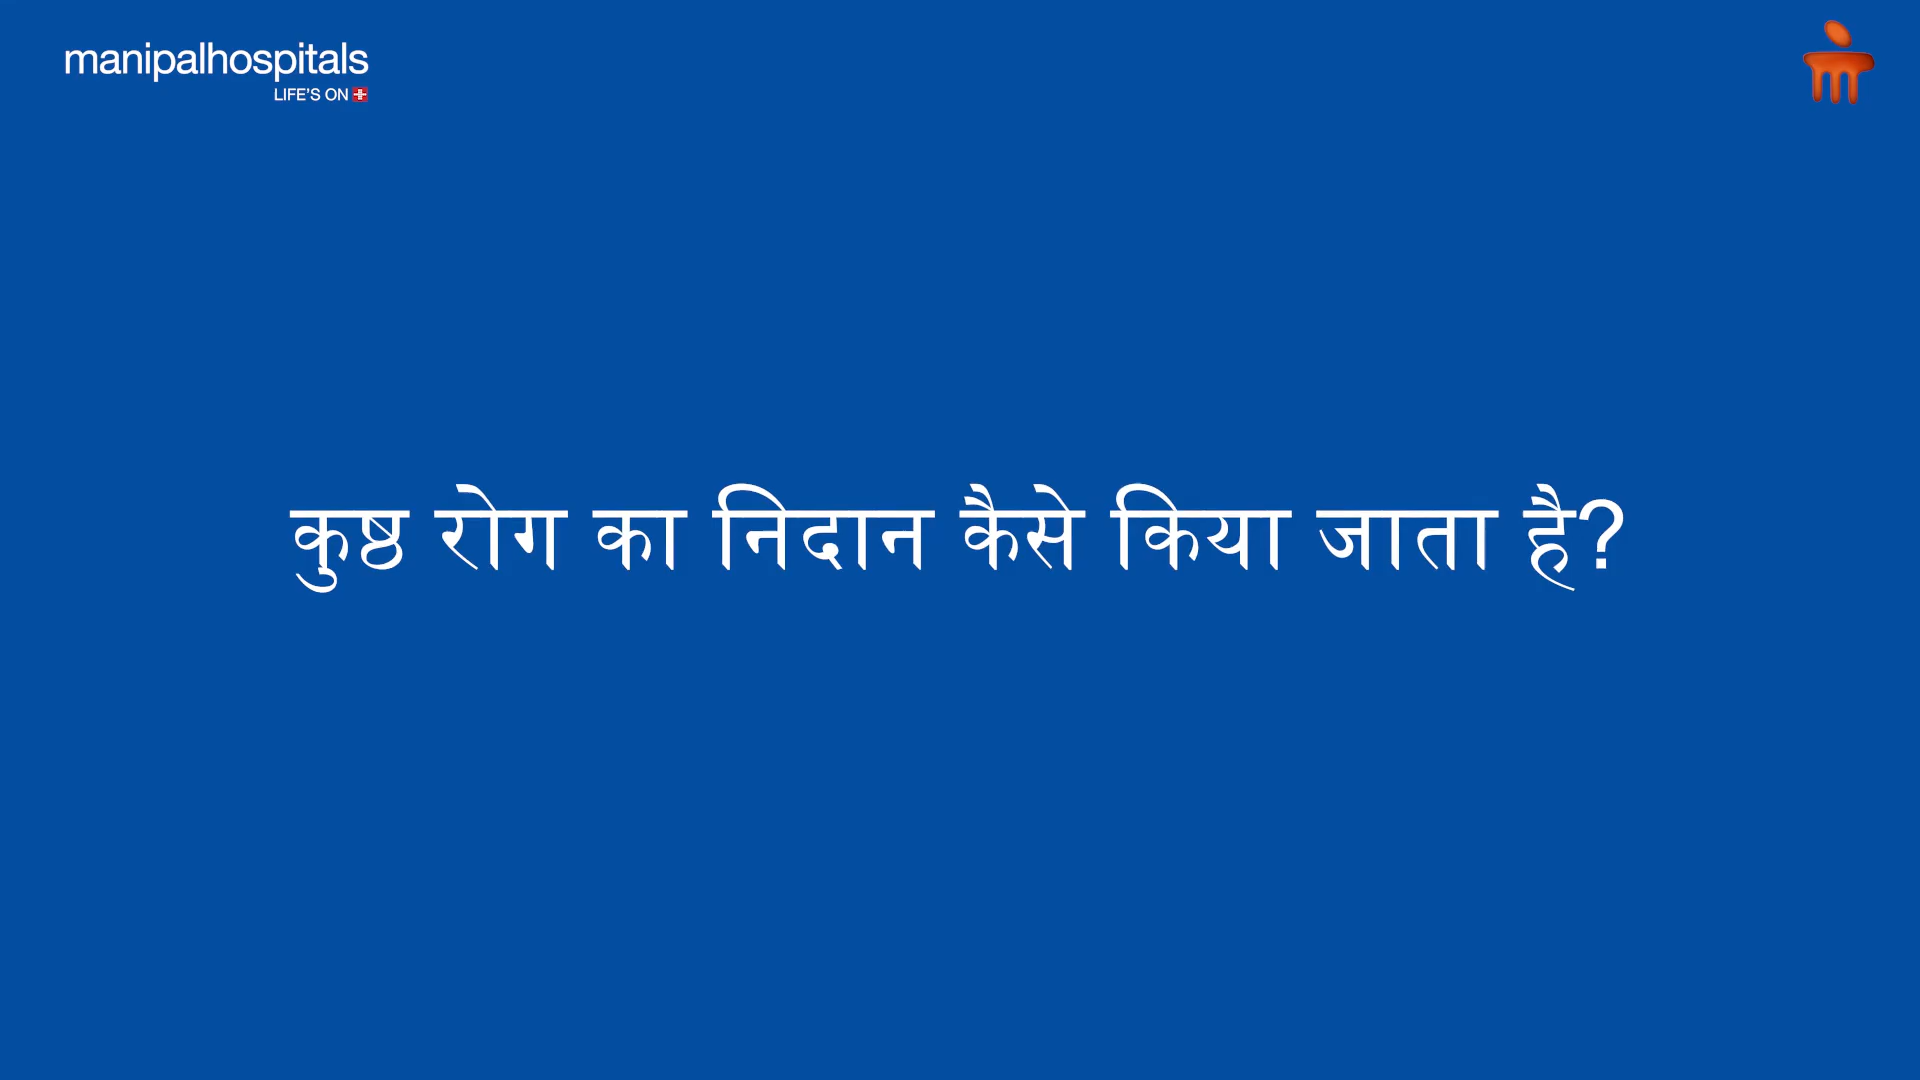 manipalhospitals
LIFE'S ON
कुष्ठ रोग का निदान कैसे किया जाता है?